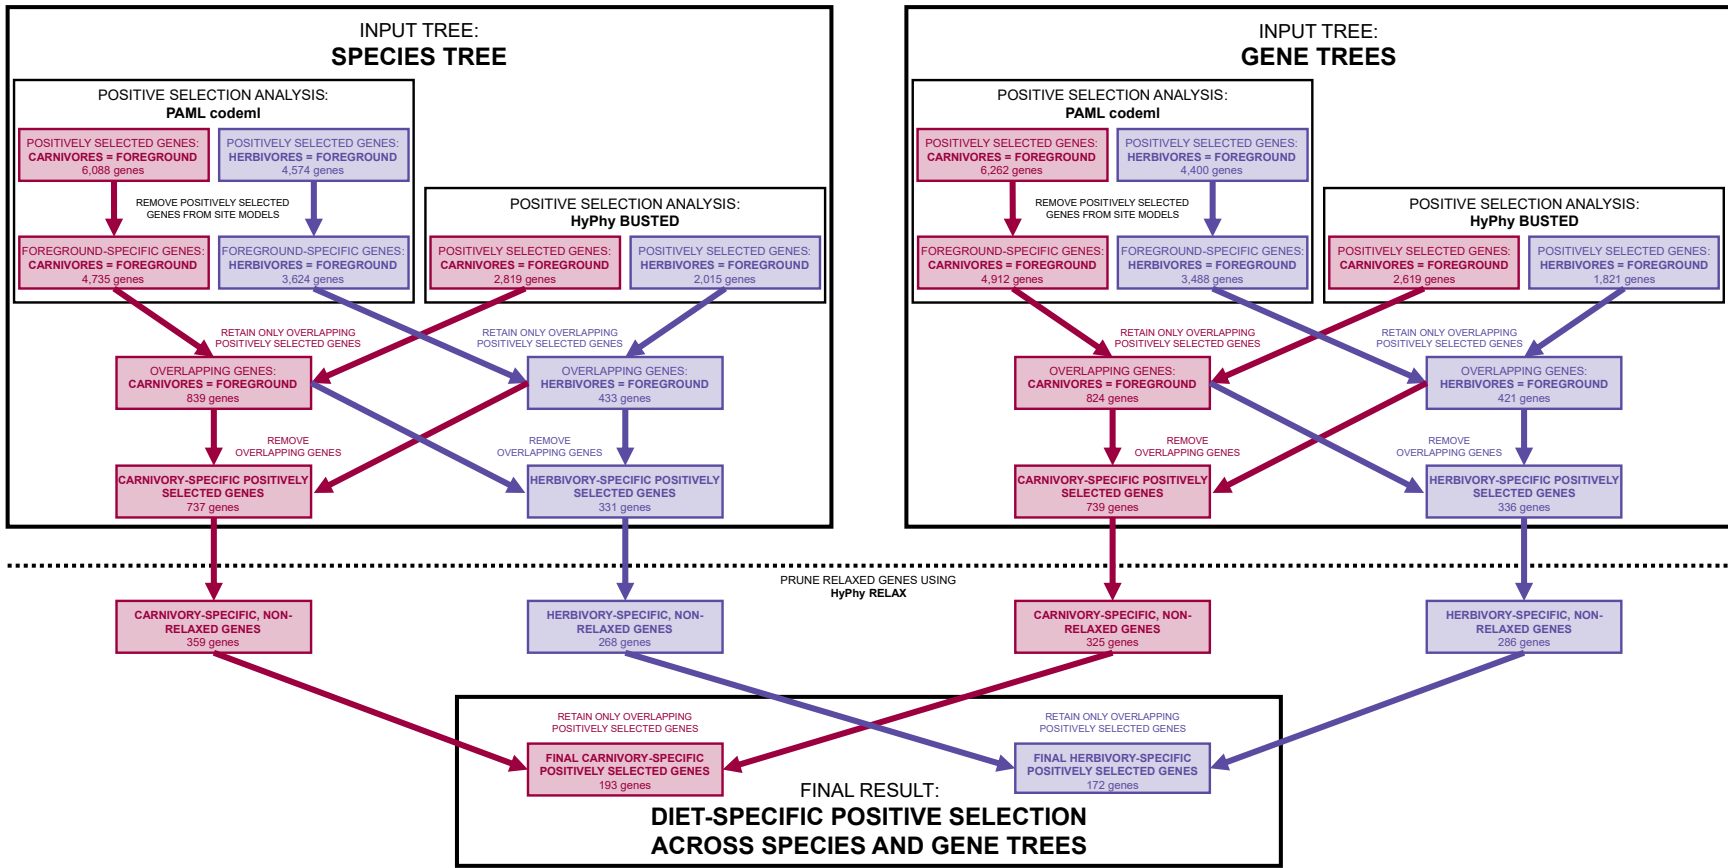 INPUT TREE:
SPECIES TREE
POSITIVE SELECTION ANALYSIS:
PAML codeml
POSITIVELY SELECTED GENES:
CARNIVORES = FOREGROUND
6,088 genes
POSITIVELY SELECTED GENES:
HERBIVORES = FOREGROUND
4,574 genes
REMOVE POSITIVELY SELECTED
GENES FROM SITE MODELS
FOREGROUND-SPECIFIC GENES:
CARNIVORES = FOREGROUND
4,735 genes
FOREGROUND-SPECIFIC GENES:
HERBIVORES = FOREGROUND
3,624 genes
POSITIVE SELECTION ANALYSIS:
HyPhy BUSTED
POSITIVELY SELECTED GENES:
CARNIVORES = FOREGROUND
2,819 genes
POSITIVELY SELECTED GENES:
HERBIVORES = FOREGROUND
2,015 genes
RETAIN ONLY OVERLAPPING
POSITIVELY SELECTED GENES
RETAIN ONLY OVERLAPPING
POSITIVELY SELECTED GENES
OVERLAPPING GENES:
CARNIVORES = FOREGROUND
839 genes
OVERLAPPING GENES:
HERBIVORES = FOREGROUND
433 genes
REMOVE
OVERLAPPING GENES
REMOVE
OVERLAPPING GENES
CARNIVORY-SPECIFIC POSITIVELY
SELECTED GENES
737 genes
HERBIVORY-SPECIFIC POSITIVELY
SELECTED GENES
331 genes
INPUT TREE:
GENE TREES
POSITIVE SELECTION ANALYSIS:
PAML codeml
POSITIVELY SELECTED GENES:
CARNIVORES = FOREGROUND
6,262 genes
POSITIVELY SELECTED GENES:
HERBIVORES = FOREGROUND
4,400 genes
REMOVE POSITIVELY SELECTED
GENES FROM SITE MODELS
FOREGROUND-SPECIFIC GENES:
CARNIVORES = FOREGROUND
4,912 genes
FOREGROUND-SPECIFIC GENES:
HERBIVORES = FOREGROUND
3,488 genes
POSITIVE SELECTION ANALYSIS:
HyPhy BUSTED
POSITIVELY SELECTED GENES:
CARNIVORES = FOREGROUND
2,619 genes
POSITIVELY SELECTED GENES:
HERBIVORES = FOREGROUND
1,821 genes
RETAIN ONLY OVERLAPPING
POSITIVELY SELECTED GENES
RETAIN ONLY OVERLAPPING
POSITIVELY SELECTED GENES
OVERLAPPING GENES:
CARNIVORES = FOREGROUND
824 genes
OVERLAPPING GENES:
HERBIVORES = FOREGROUND
421 genes
REMOVE
OVERLAPPING GENES
REMOVE
OVERLAPPING GENES
CARNIVORY-SPECIFIC POSITIVELY
SELECTED GENES
739 genes
HERBIVORY-SPECIFIC POSITIVELY
SELECTED GENES
336 genes
PRUNE RELAXED GENES USING
HyPhy RELAX
CARNIVORY-SPECIFIC, NON-
RELAXED GENES
359 genes
HERBIVORY-SPECIFIC, NON-
RELAXED GENES
268 genes
CARNIVORY-SPECIFIC, NON-
RELAXED GENES
325 genes
HERBIVORY-SPECIFIC, NON-
RELAXED GENES
286 genes
RETAIN ONLY OVERLAPPING
POSITIVELY SELECTED GENES
RETAIN ONLY OVERLAPPING
POSITIVELY SELECTED GENES
FINAL CARNIVORY-SPECIFIC
POSITIVELY SELECTED GENES
193 genes
FINAL HERBIVORY-SPECIFIC
POSITIVELY SELECTED GENES
172 genes
FINAL RESULT:
DIET-SPECIFIC POSITIVE SELECTION
ACROSS SPECIES AND GENE TREES